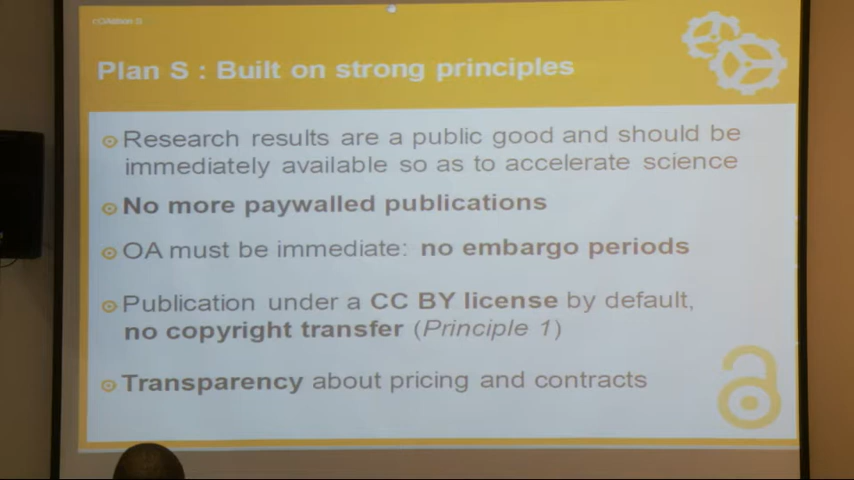 cOAlition S
Plan S : Built on strong principles
Research results are a public good and should be
immediately available so as to accelerate science
No more paywalled publications
OA must be immediate: no embargo periods
Publication under a CC BY license by default,
no copyright transfer (Principle 1)
Transparency about pricing and contracts